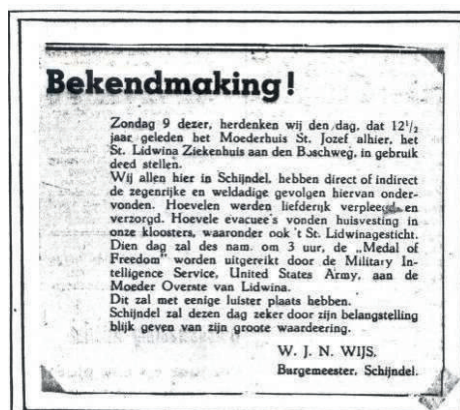 Bekendmaking!
Zondag 9 dezer, herdenken wij den dag, dat 12½
jaar geleden het Moederhuis St. Jozef alhier, het
St. Lidwina Ziekenhuis aan den Boschweg, in gebruik
deed stellen.
Wij allen hier in Schijndel, hebben direct of indirect
de zegenrijke en weldadige gevolgen hiervan onder-
vonden. Hoevelen werden liefderijk verpleegd en
verzorgd. Hoevele evacuee's vonden huisvesting in
onze kloosters, waaronder ook 't St. Lidwinagesticht.
Dien dag zal des nam. om 3 uur, de „Medal of
Freedom" worden uitgereikt door de Military In-
telligence Service, United States Army, aan de
Moeder Overste van Lidwina.
Dit zal met eenige luister plaats hebben.
Schijndel zal dezen dag zeker door zijn belangstelling
blijk geven van zijn groote waardeering.
W. J. N. WIJS,
Burgemeester, Schijndel.